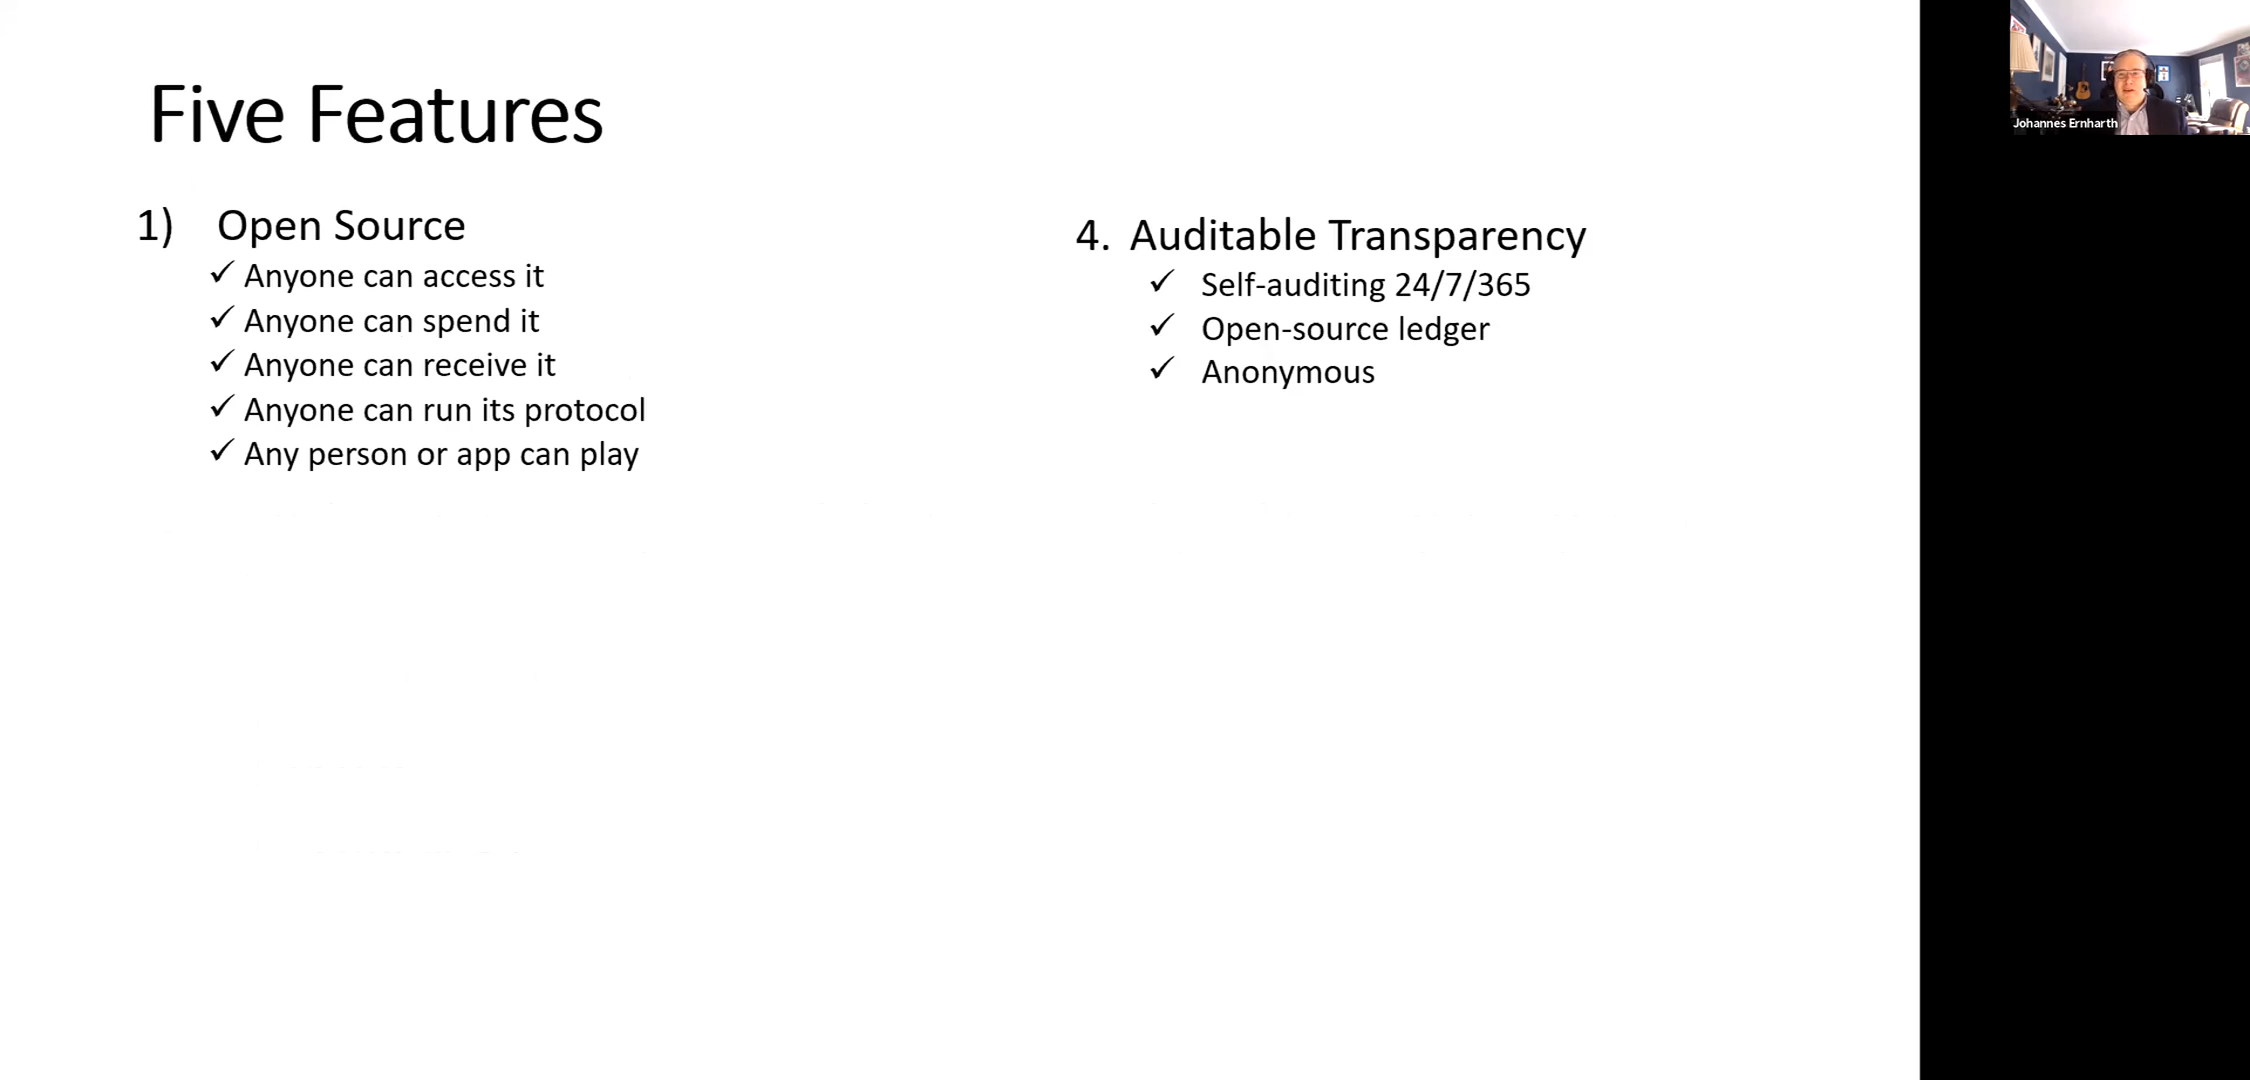 Five Features
1) Open Source
✓ Anyone can access it
✓ Anyone can spend it
✓ Anyone can receive it
✓ Anyone can run its protocol
✓ Any person or app can play
4. Auditable Transparency
✓ Self-auditing 24/7/365
✓ Open-source ledger
✓ Anonymous
Johannes Ernharth